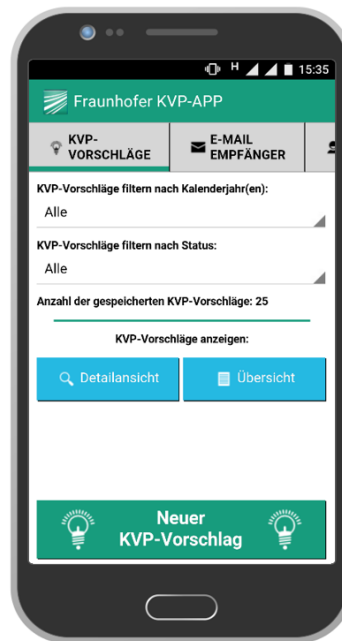 H 15:35
Fraunhofer KVP-APP
KVP-
VORSCHLÄGE
E-MAIL
EMPFÄNGER
KVP-Vorschläge filtern nach Kalenderjahr(en):
Alle
KVP-Vorschläge filtern nach Status:
Alle
Anzahl der gespeicherten KVP-Vorschläge: 25
KVP-Vorschläge anzeigen:
Detailansicht
Übersicht
Neuer
KVP-Vorschlag